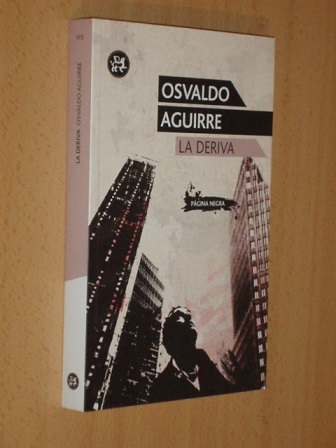 LA DERIVA OSVALDO AGUIRRE
OSVALDO
AGUIRRE
LA DERIVA
PÁGINA NEGRA